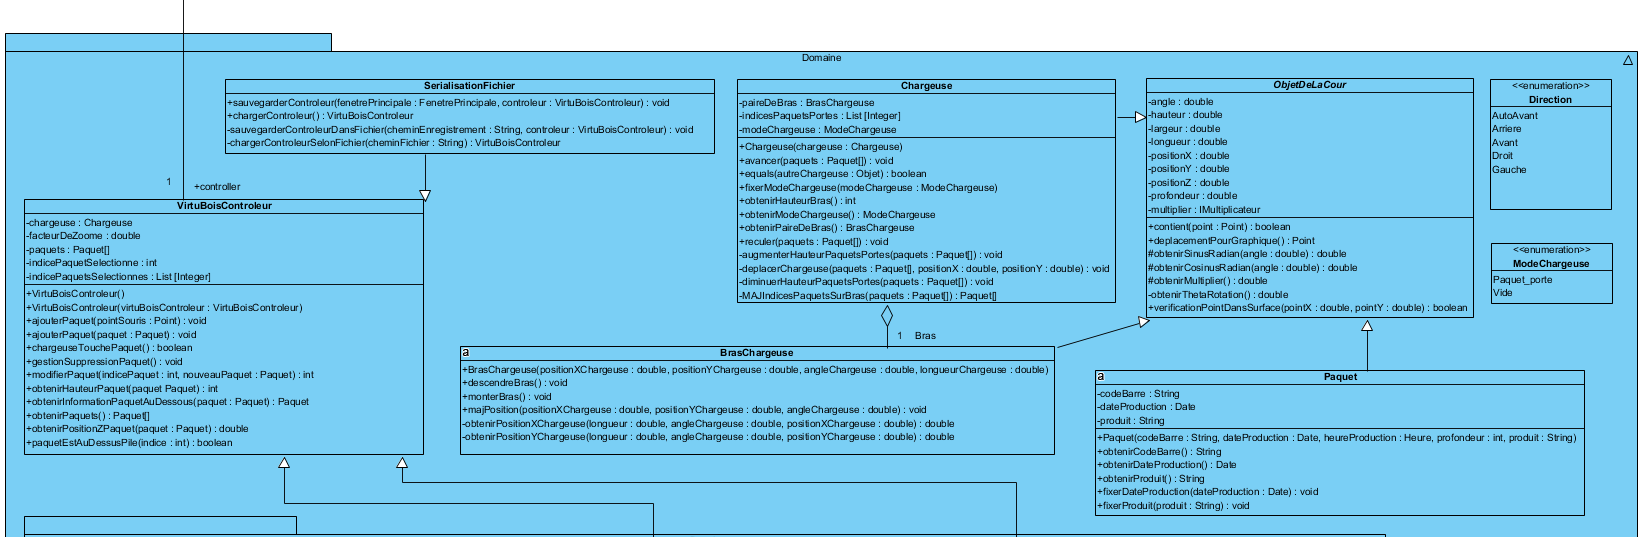 Domaine
SerialisationFichier
+sauvegarderControleur(fenetrePrincipale : FenetrePrincipale, controleur : VirtuBoisControleur) : void
+chargerControleur() : VirtuBoisControleur
-sauvegarderControleurDansFichier(cheminEnregistrement : String, controleur : VirtuBoisControleur) : void
-chargerControleurSelonFichier(cheminFichier : String) : VirtuBoisControleur
1
+controller
VirtuBoisControleur
-chargeuse : Chargeuse
-facteurDeZoome : double
-paquets : Paquet[]
-indicePaquetSelectionne : int
-indicePaquetsSelectionnes : List [Integer]
+VirtuBoisControleur()
+VirtuBoisControleur(virtuBoisControleur : VirtuBoisControleur)
+ajouterPaquet(pointSouris : Point) : void
+ajouterPaquet(paquet : Paquet) : void
+chargeuseTouchePaquet() : boolean
+gestionSuppressionPaquet() : void
+modifierPaquet(indicePaquet : int, nouveauPaquet : Paquet) : int
+obtenirHauteurPaquet(paquet Paquet) : int
+obtenirInformationPaquetAuDessous(paquet : Paquet) : Paquet
+obtenirPaquets() : Paquet[]
+obtenirPositionZPaquet(paquet : Paquet) : double
+paquetEstAuDessusPile(indice : int) : boolean
Chargeuse
-paireDeBras : BrasChargeuse
-indicesPaquetsPortes : List [Integer]
-modeChargeuse : ModeChargeuse
+Chargeuse(chargeuse : Chargeuse)
+avancer(paquets : Paquet[]) : void
+equals(autreChargeuse : Objet) : boolean
+fixerModeChargeuse(modeChargeuse : ModeChargeuse)
+obtenirHauteurBras() : int
+obtenirModeChargeuse() : ModeChargeuse
+obtenirPaireDeBras() : BrasChargeuse
+reculer(paquets : Paquet[]) : void
-augmenterHauteurPaquetsPortes(paquets : Paquet[]) : void
-deplacerChargeuse(paquets : Paquet[], positionX : double, positionY : double) : void
-diminuerHauteurPaquetsPortes(paquets : Paquet[]) : void
-MAJIndicesPaquetsSurBras(paquets : Paquet[]) : Paquet[]
1
Bras
a
BrasChargeuse
+BrasChargeuse(positionXChargeuse : double, positionYChargeuse : double, angleChargeuse : double, longueurChargeuse : double)
+descendreBras() : void
+monterBras() : void
+majPosition(positionXChargeuse : double, positionYChargeuse : double, angleChargeuse : double) : void
-obtenirPositionXChargeuse(longueur : double, angleChargeuse : double, positionXChargeuse : double) : double
-obtenirPositionYChargeuse(longueur : double, angleChargeuse : double, positionYChargeuse : double) : double
ObjetDeLaCour
-angle : double
-hauteur : double
-largeur : double
-longueur : double
-positionX : double
-positionY : double
-positionZ : double
-profondeur : double
-multiplier : IMultiplicateur
+contient(point : Point) : boolean
+deplacementPourGraphique() : Point
#obtenirSinusRadian(angle : double) : double
#obtenirCosinusRadian(angle : double) : double
#obtenirMultiplier() : double
-obtenirThetaRotation() : double
+verificationPointDansSurface(pointX : double, pointY : double) : boolean
a
Paquet
-codeBarre : String
-dateProduction : Date
-produit : String
+Paquet(codeBarre : String, dateProduction : Date, heureProduction : Heure, profondeur : int, produit : String)
+obtenirCodeBarre() : String
+obtenirDateProduction() : Date
+obtenirProduit() : String
+fixerDateProduction(dateProduction : Date) : void
+fixerProduit(produit : String) : void
<<enumeration>>
Direction
AutoAvant
Arriere
Avant
Droit
Gauche
<<enumeration>>
ModeChargeuse
Paquet_porte
Vide